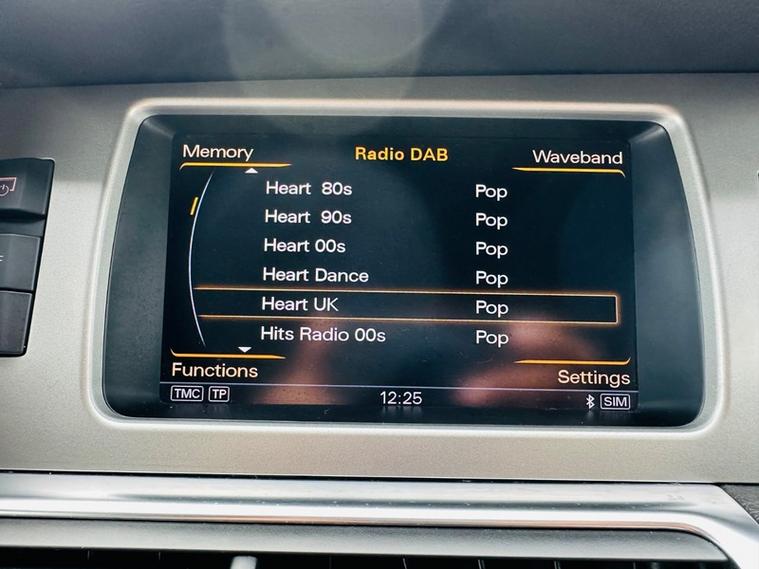 Memory Radio DAB Waveband
Heart 80s Pop
Heart 90s Pop
Heart 00s Pop
Heart Dance Pop
Heart UK Pop
Hits Radio 00s Pop
Functions Settings
TMC TP 12:25 SIM